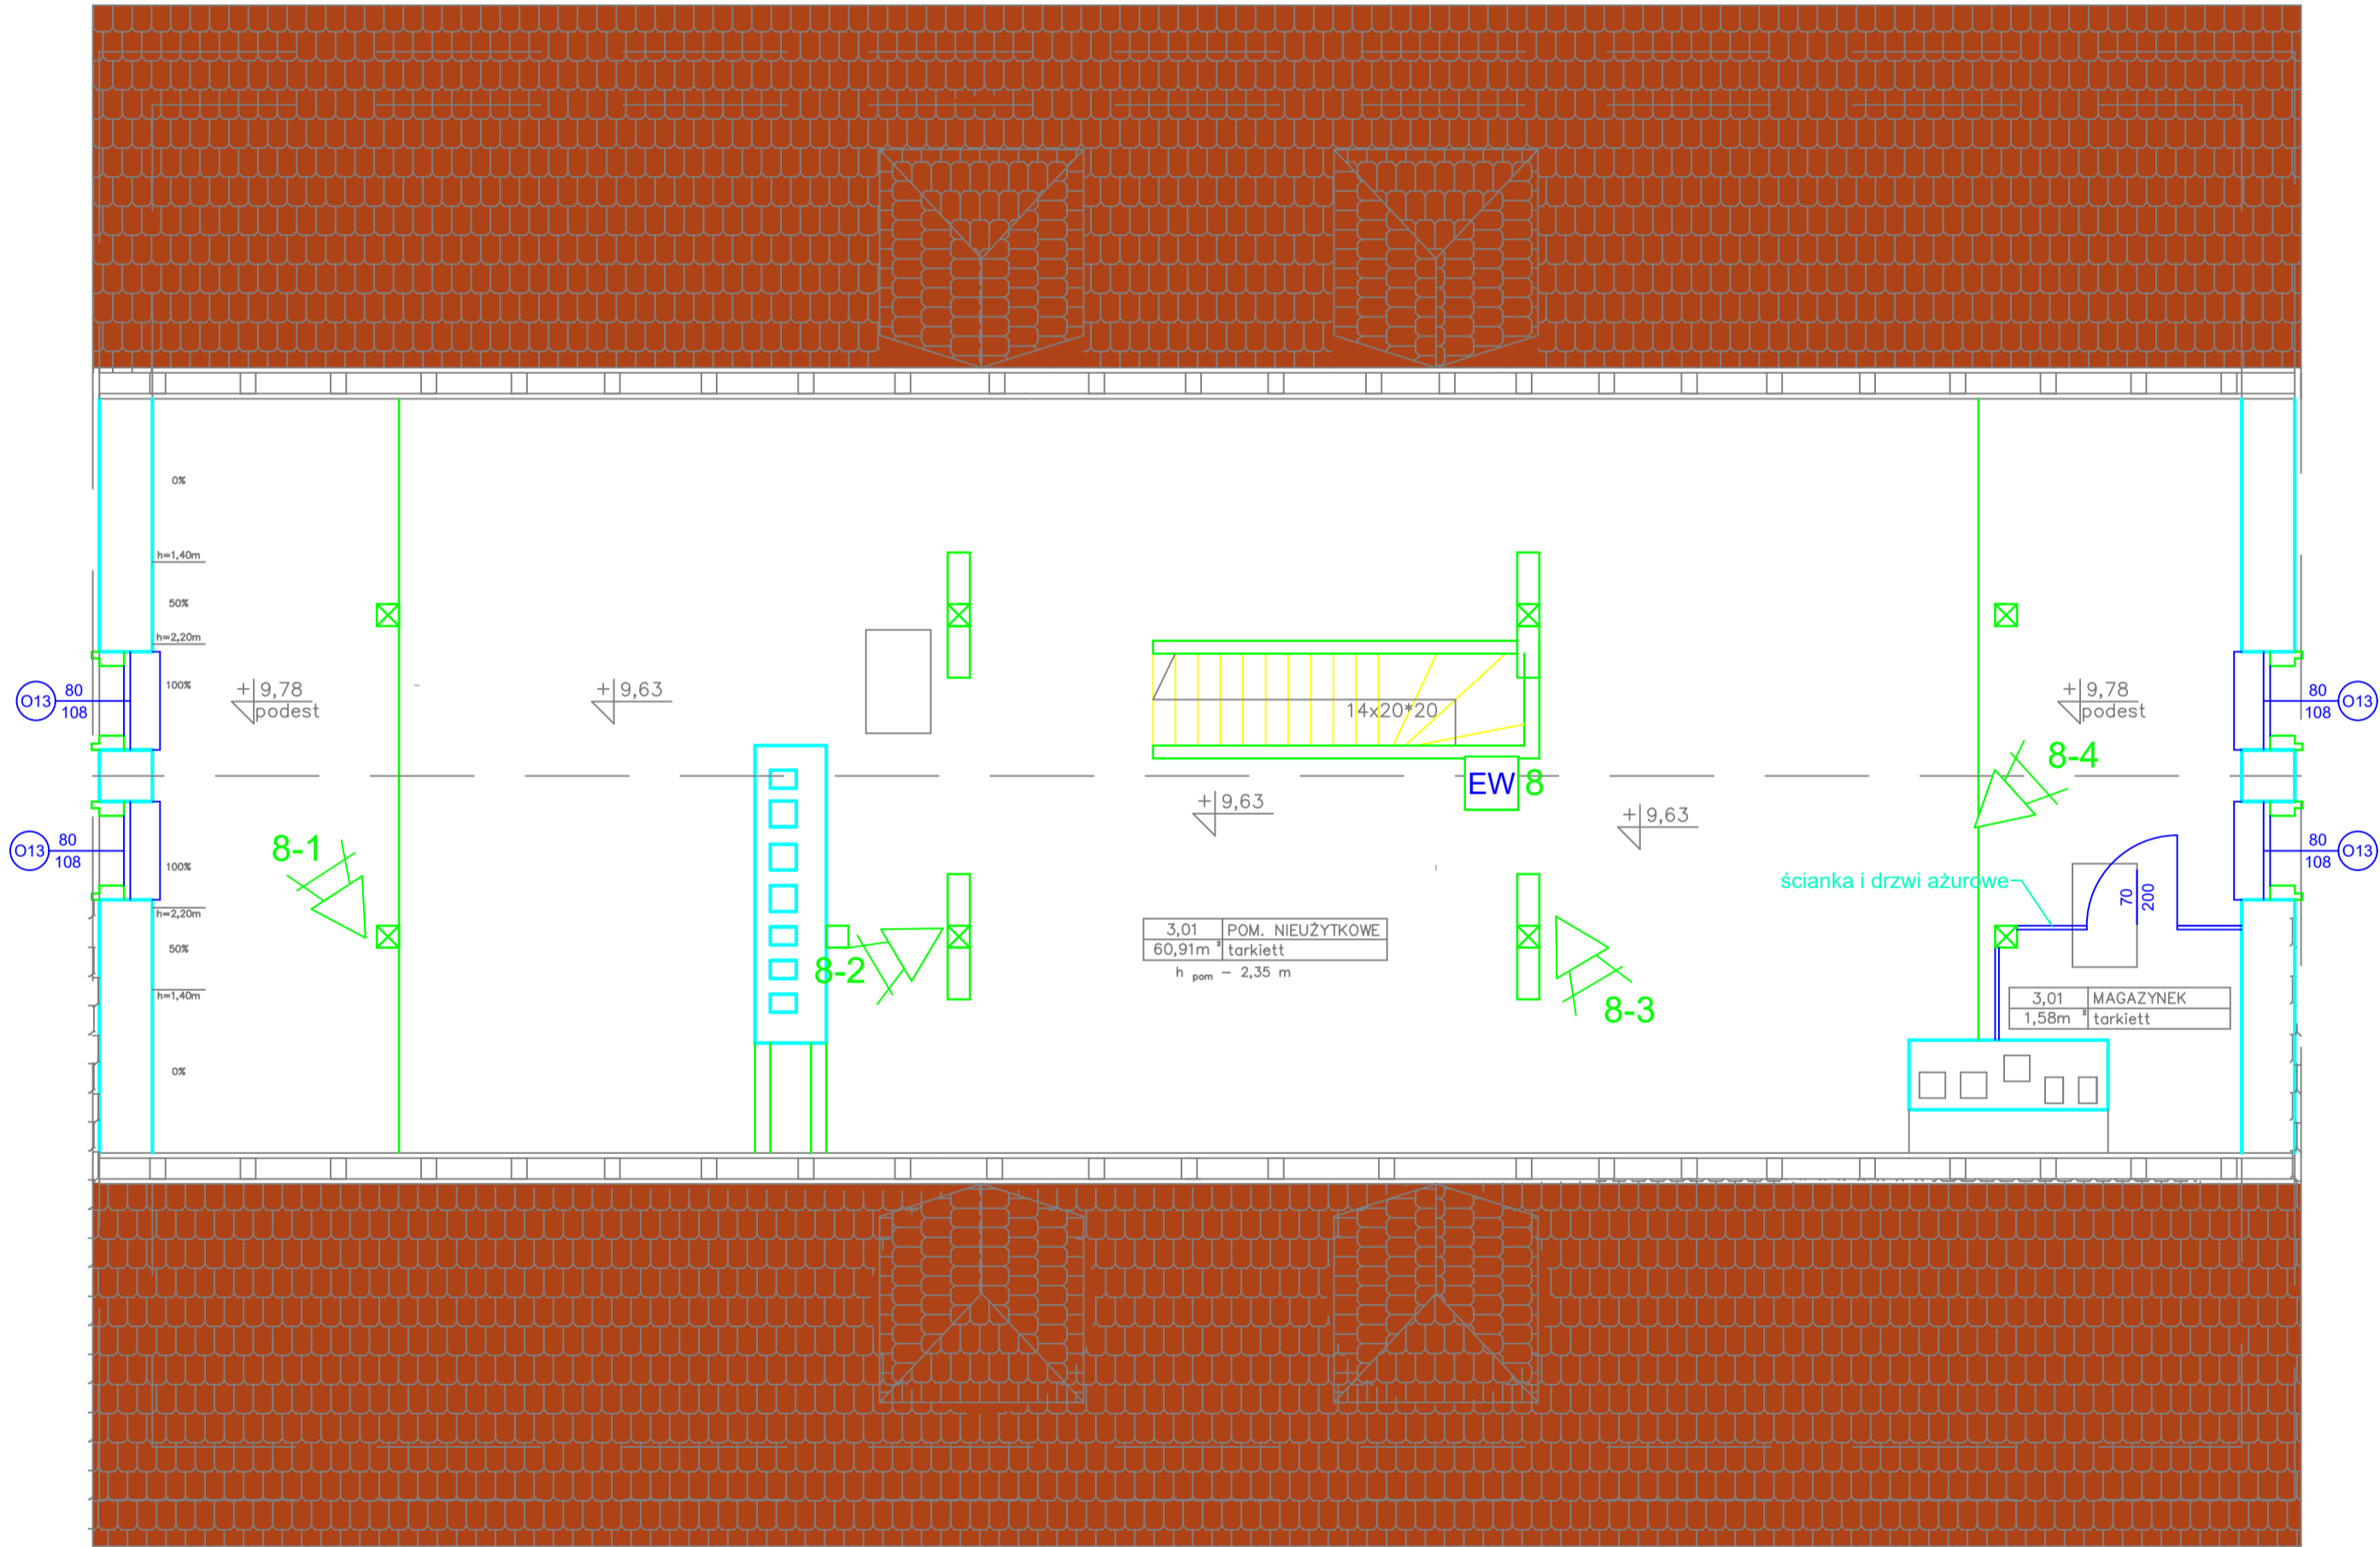 0%
h=1,40m
50%
h=2,20m
100%
O13
80
108
+ 9,78
podest
+ 9,63
14x20*20
+ 9,78
podest
80
108
O13
8-4
EW 8
+ 9,63
+ 9,63
O13
80
108
8-1
100%
h=2,20m
50%
h=1,40m
0%
8-2
3,01 POM. NIEUŻYTKOWE
60,91m² tarkiett
h pom – 2,35 m
8-3
ścianka i drzwi ażurowe
70
200
80
108
O13
3,01 MAGAZYNEK
1,58m² tarkiett